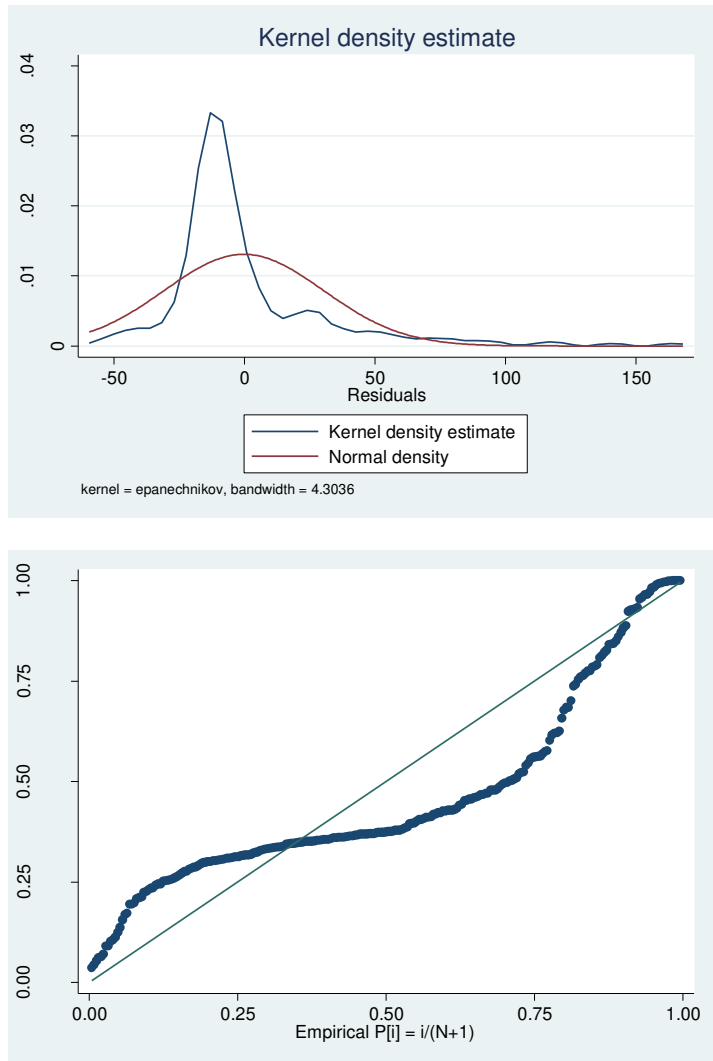 Kernel density estimate
.04
.03
.02
.01
0
-50 0 50 100 150
Residuals
Kernel density estimate
Normal density
kernel = epanechnikov, bandwidth = 4.3036
1.00
0.75
0.50
0.25
0.00
0.00 0.25 0.50 0.75 1.00
Empirical P[i] = i/(N+1)